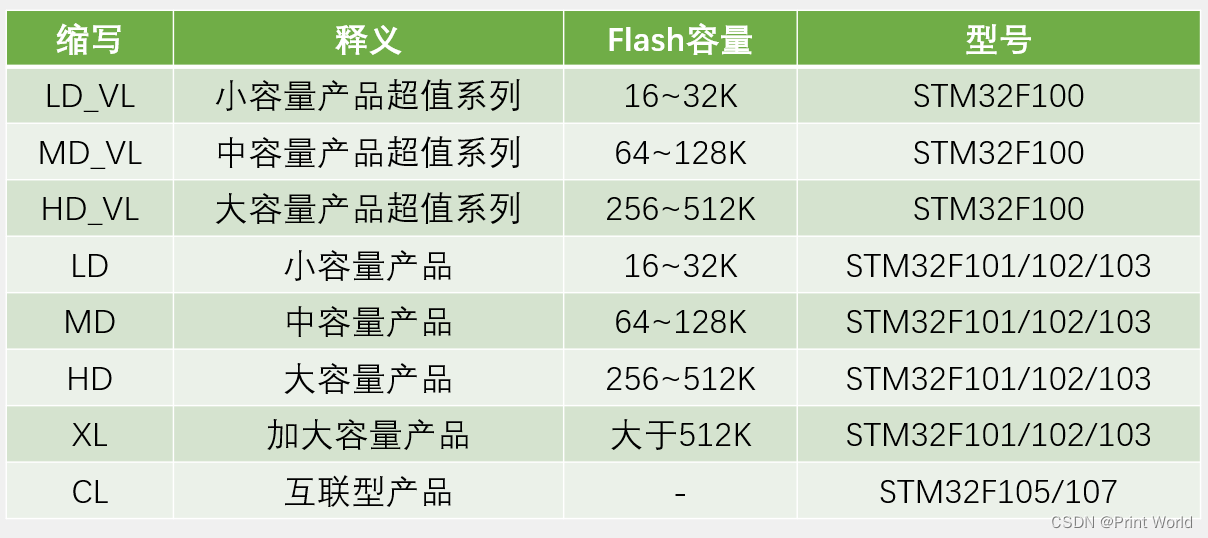 缩写 释义 Flash容量 型号
LD_VL 小容量产品超值系列 16~32K STM32F100
MD_VL 中容量产品超值系列 64~128K STM32F100
HD_VL 大容量产品超值系列 256~512K STM32F100
LD 小容量产品 16~32K STM32F101/102/103
MD 中容量产品 64~128K STM32F101/102/103
HD 大容量产品 256~512K STM32F101/102/103
XL 加大容量产品 大于512K STM32F101/102/103
CL 互联型产品 - STM32F105/107
CSDN @Print World